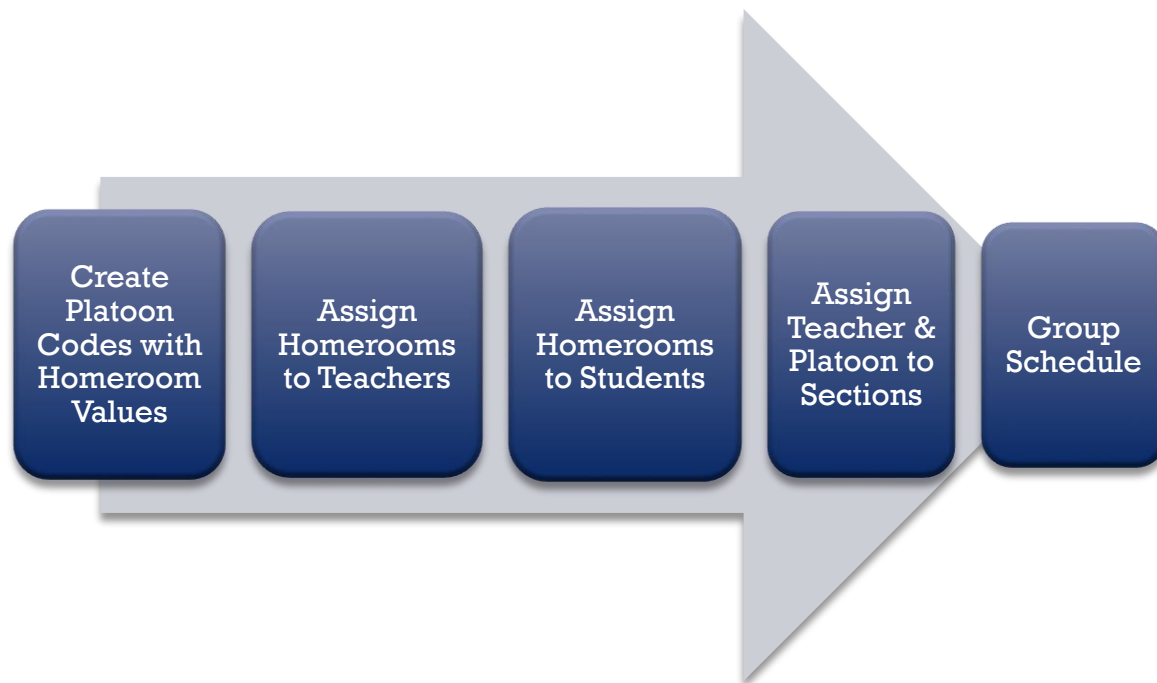 Create
Platoon
Codes with
Homeroom
Values
Assign
Homerooms
to Teachers
Assign
Homerooms
to Students
Assign
Teacher &
Platoon to
Sections
Group
Schedule